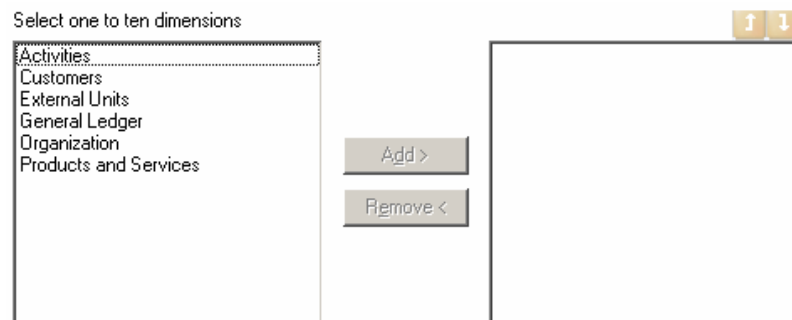 Select one to ten dimensions
Activities
Customers
External Units
General Ledger
Organization
Products and Services
Add >
Remove <